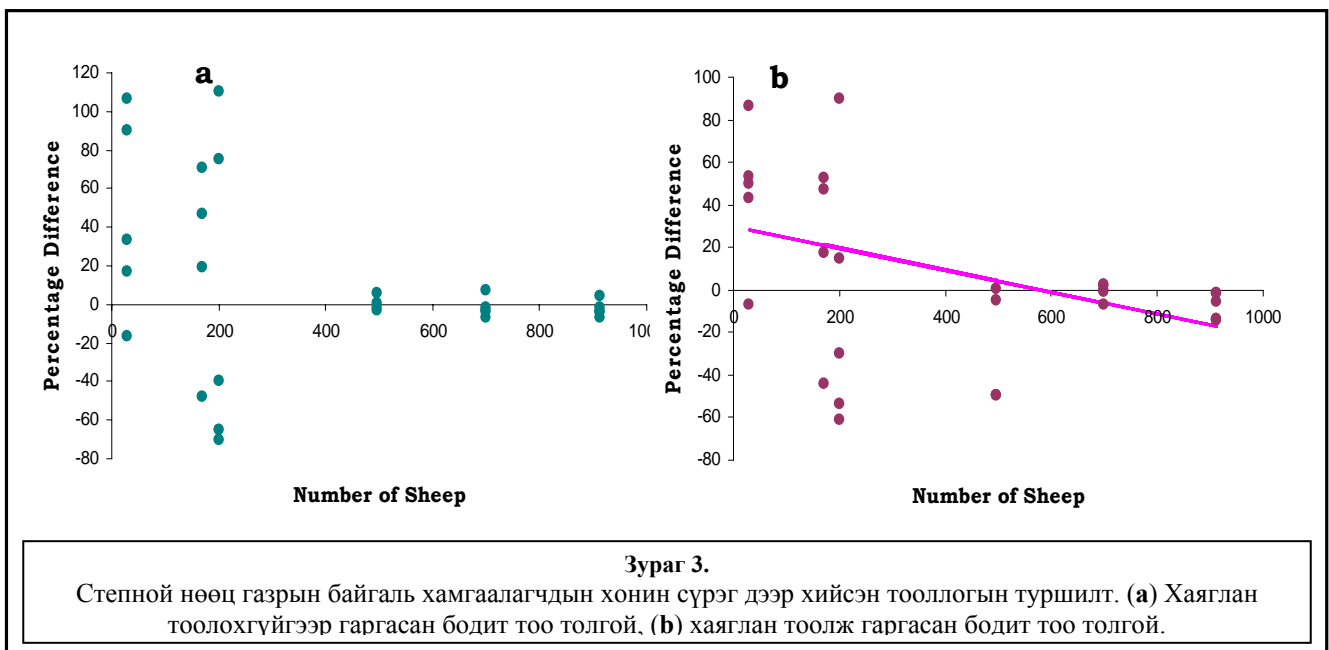 a
120
100
80
60
40
20
0
-20
-40
-60
-80
0 200 400 600 800 100
Percentage Difference
Number of Sheep
b
100
80
60
40
20
0
-20
-40
-60
-80
0 200 400 600 800 1000
Percentage Difference
Number of Sheep
Зураг 3.
Степной нөөц газрын байгаль хамгаалагчдын хонин сүрэг дээр хийсэн тооллогын туршилт. (a) Хаяглан
тоолохгүйгээр гаргасан бодит тоо толгой, (b) хаяглан тоолж гаргасан бодит тоо толгой.